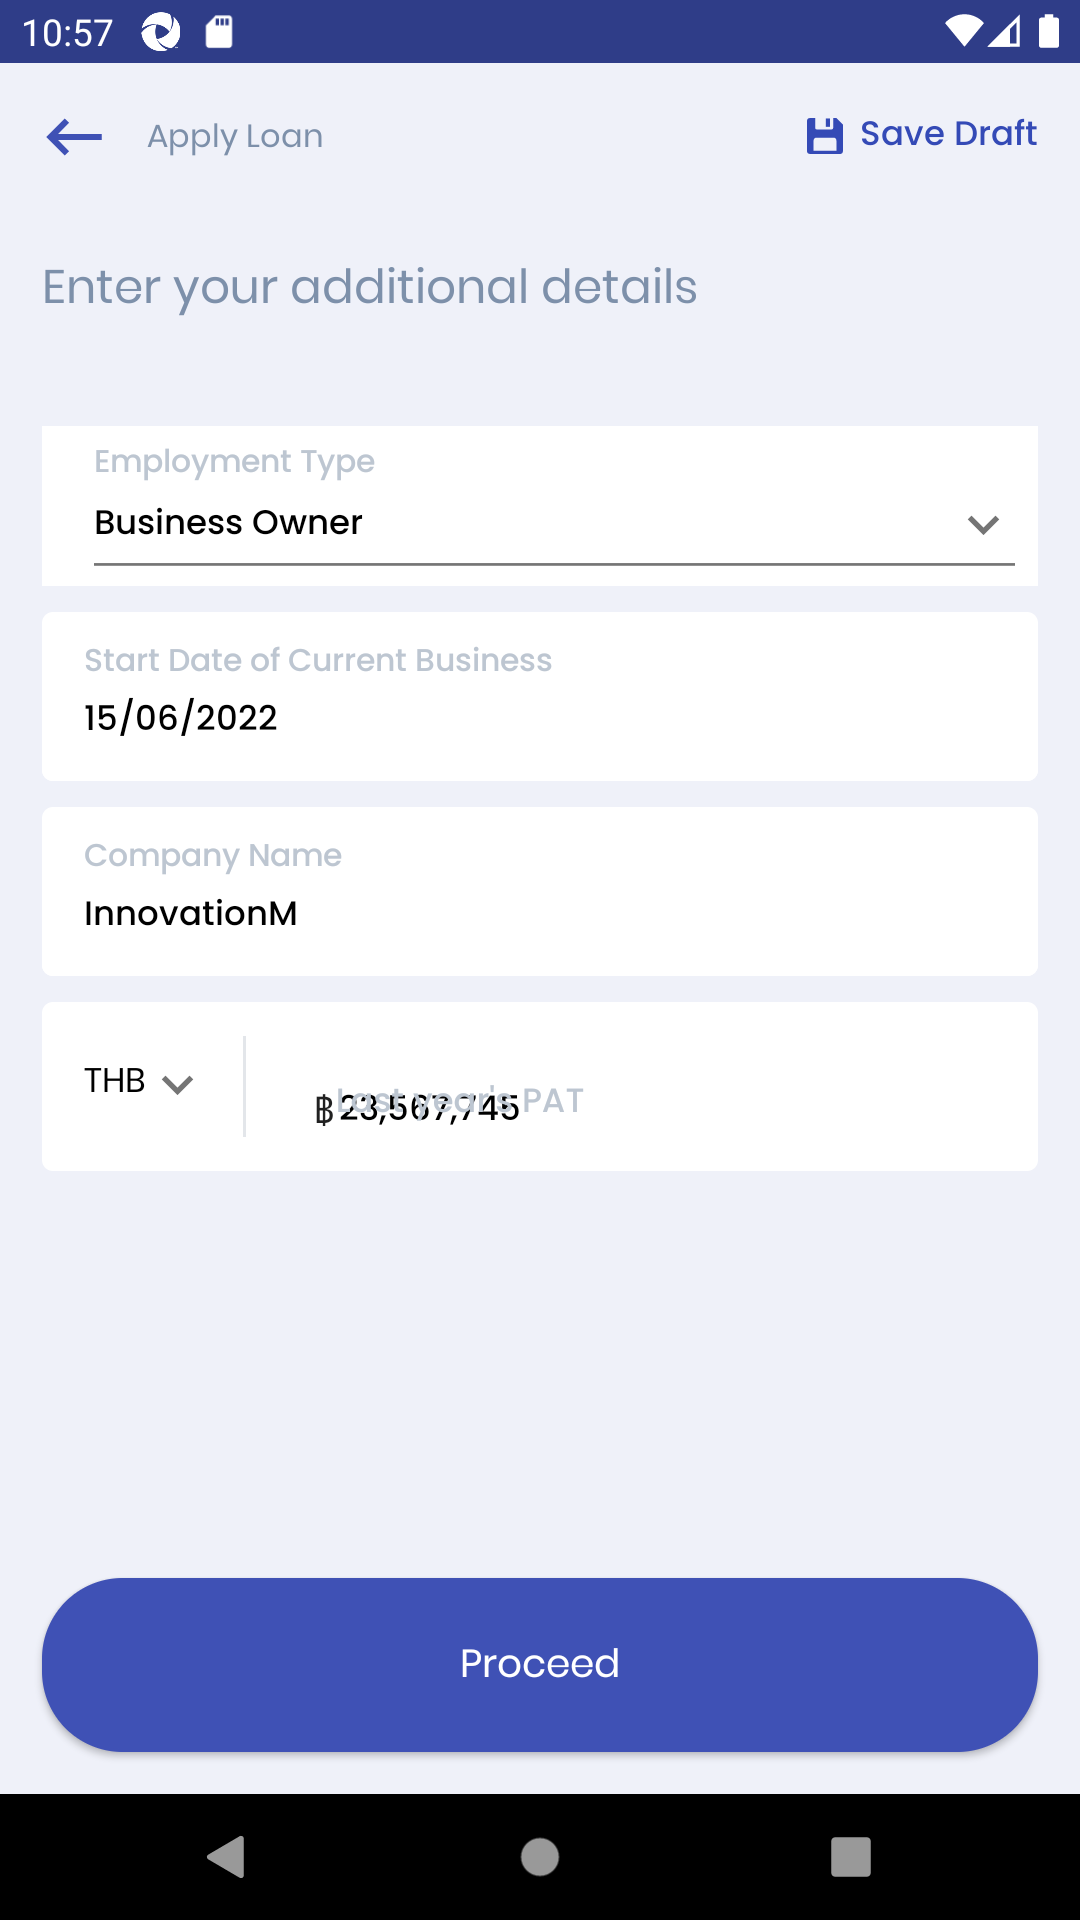 10:57
Apply Loan
Save Draft
Enter your additional details
Employment Type
Business Owner
Start Date of Current Business
15/06/2022
Company Name
InnovationM
THB
Last year's PAT
฿23,567,745
Proceed